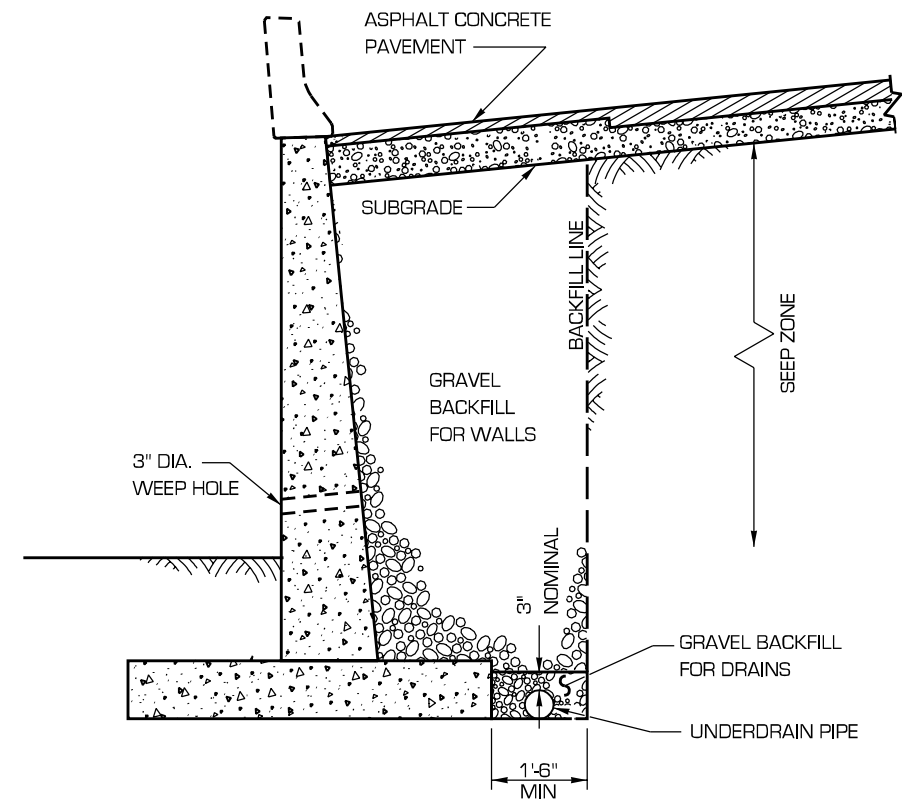 ASPHALT CONCRETE
PAVEMENT
SUBGRADE
BACKFILL LINE
SEEP ZONE
GRAVEL
BACKFILL
FOR WALLS
3" DIA.
WEEP HOLE
3"
NOMINAL
GRAVEL BACKFILL
FOR DRAINS
UNDERDRAIN PIPE
1'-6"
MIN